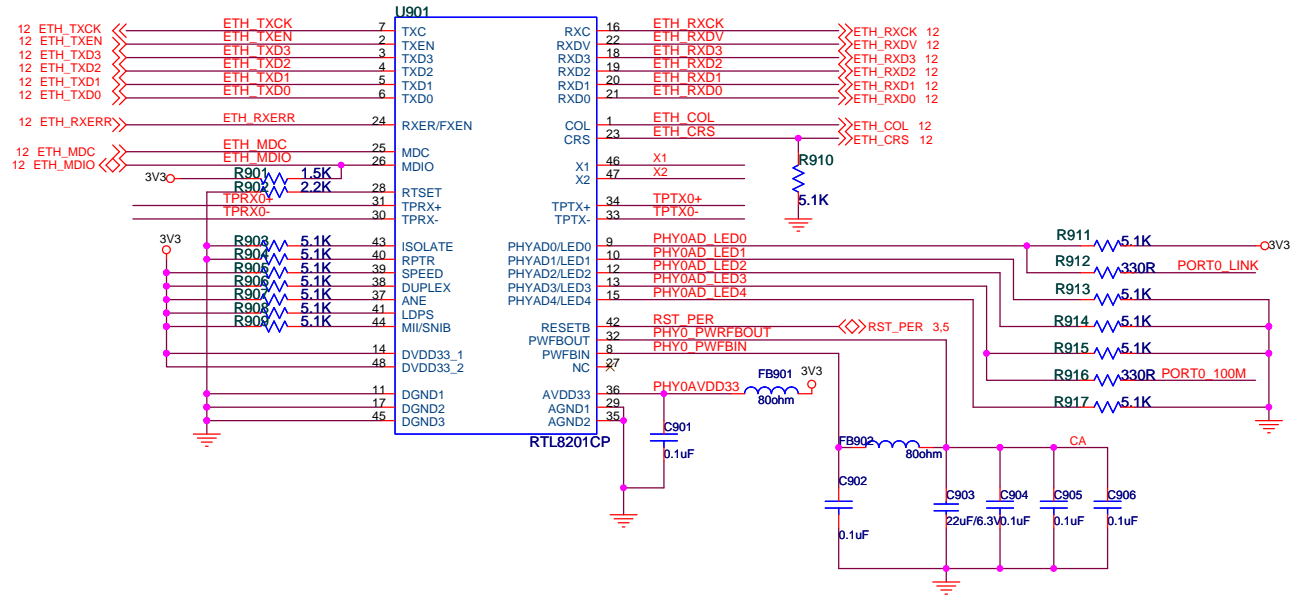 U901
12 ETH_TXCK ETH_TXCK 7 TXC RXC 16 ETH_RXCK ETH_RXCK 12
12 ETH_TXEN ETH_TXEN 2 TXEN RXDV 22 ETH_RXDV ETH_RXDV 12
12 ETH_TXD3 ETH_TXD3 3 TXD3 RXD3 18 ETH_RXD3 ETH_RXD3 12
12 ETH_TXD2 ETH_TXD2 4 TXD2 RXD2 19 ETH_RXD2 ETH_RXD2 12
12 ETH_TXD1 ETH_TXD1 5 TXD1 RXD1 20 ETH_RXD1 ETH_RXD1 12
12 ETH_TXD0 ETH_TXD0 6 TXD0 RXD0 21 ETH_RXD0 ETH_RXD0 12
12 ETH_RXERR ETH_RXERR 24 RXER/FXEN COL 1 ETH_COL ETH_COL 12
CRS 23 ETH_CRS ETH_CRS 12
12 ETH_MDC ETH_MDC 25 MDC
12 ETH_MDIO ETH_MDIO 26 MDIO X1 46 X1 R910
3V3 R901 1.5K X2 47 X2
R902 2.2K 28 RTSET 5.1K
TPRX0+ 31 TPRX+ TPTX+ 34 TPTX0+
TPRX0- 30 TPRX- TPTX- 33 TPTX0-
3V3 R903 5.1K 43 ISOLATE PHYAD0/LED0 9 PHY0AD_LED0 R911 5.1K 3V3
R904 5.1K 40 RPTR PHYAD1/LED1 10 PHY0AD_LED1
R905 5.1K 39 SPEED PHYAD2/LED2 12 PHY0AD_LED2 R912 330R PORT0_LINK
R906 5.1K 38 DUPLEX PHYAD3/LED3 13 PHY0AD_LED3
R907 5.1K 37 ANE PHYAD4/LED4 15 PHY0AD_LED4 R913 5.1K
R908 5.1K 41 LDPS
R909 5.1K 44 MII/SNIB RESETB 42 RST_PER RST_PER 3,5 R914 5.1K
PWFBOUT 32 PHY0_PWRFBOUT
14 DVDD33_1 PWFBIN 8 PHY0_PWFBIN R915 5.1K
48 DVDD33_2 NC 27
FB901 3V3 R916 330R PORT0_100M
11 DGND1 AVDD33 36 PHY0AVDD33 80ohm
17 DGND2 AGND1 29 R917 5.1K
45 DGND3 AGND2 35
RTL8201CP C901 0.1uF
FB902 80ohm CA
C902 C903 C904 C905 C906
0.1uF 22uF/6.3V 0.1uF 0.1uF 0.1uF